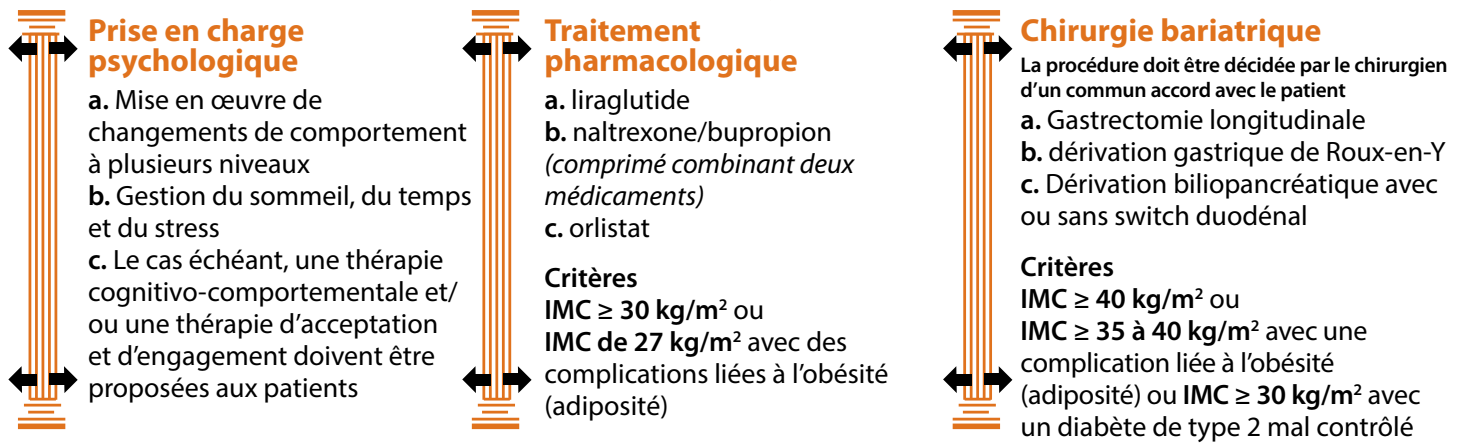 Prise en charge
psychologique
a. Mise en œuvre de
changements de comportement
à plusieurs niveaux
b. Gestion du sommeil, du temps
et du stress
c. Le cas échéant, une thérapie
cognitivo-comportementale et/
ou une thérapie d’acceptation
et d’engagement doivent être
proposées aux patients
Traitement
pharmacologique
a. liraglutide
b. naltrexone/bupropion
(comprimé combinant deux
médicaments)
c. orlistat
Critères
IMC ≥ 30 kg/m² ou
IMC de 27 kg/m² avec des
complications liées à l’obésité
(adiposité)
Chirurgie bariatrique
La procédure doit être décidée par le chirurgien
d’un commun accord avec le patient
a. Gastrectomie longitudinale
b. dérivation gastrique de Roux-en-Y
c. Dérivation biliopancréatique avec
ou sans switch duodénal
Critères
IMC ≥ 40 kg/m² ou
IMC ≥ 35 à 40 kg/m² avec une
complication liée à l’obésité
(adiposité) ou IMC ≥ 30 kg/m² avec
un diabète de type 2 mal contrôlé